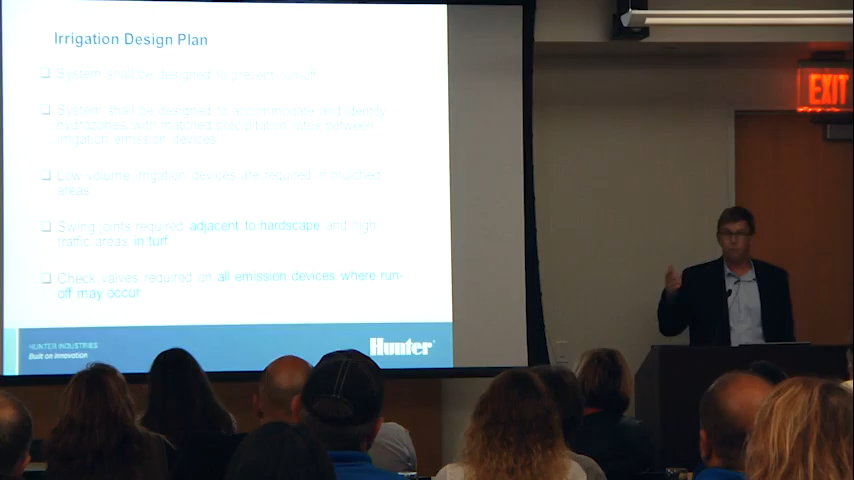 Irrigation Design Plan
System shall be designed to prevent run-off
System shall be designed to accommodate and identify
hydrozones with matched precipitation rates between
irrigation emission devices
Low volume irrigation devices are required in mulched
areas
Swing joints required adjacent to hardscape and high
traffic areas in turf
Check valves required on all emission devices where run-
off may occur
HUNTER INDUSTRIES
Built on Innovation
Hunter
EXIT